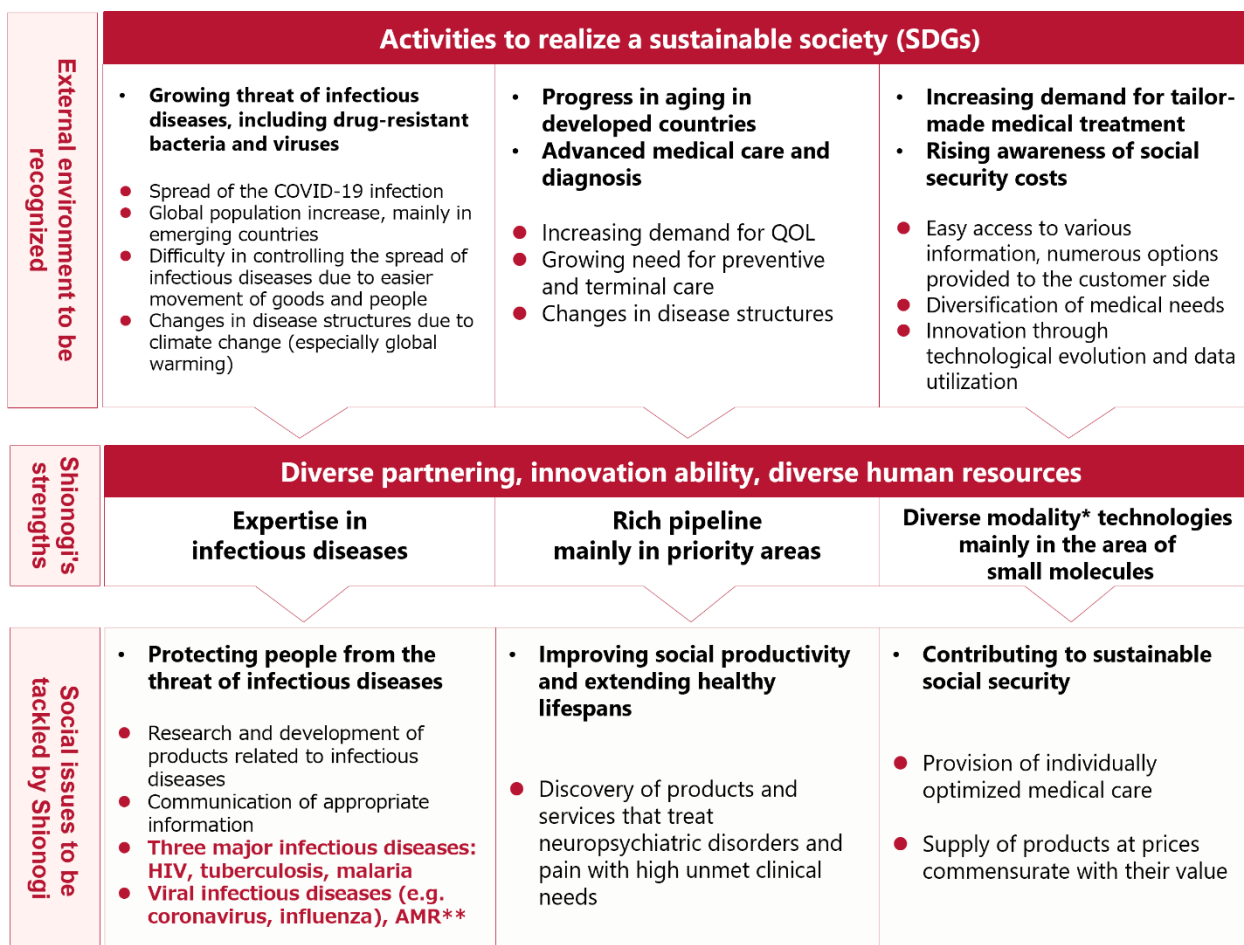 External environment to be
recognized
Activities to realize a sustainable society (SDGs)
• Growing threat of infectious
diseases, including drug-resistant
bacteria and viruses
● Spread of the COVID-19 infection
● Global population increase, mainly in
emerging countries
● Difficulty in controlling the spread of
infectious diseases due to easier
movement of goods and people
● Changes in disease structures due to
climate change (especially global
warming)
• Progress in aging in
developed countries
• Advanced medical care and
diagnosis
● Increasing demand for QOL
● Growing need for preventive
and terminal care
● Changes in disease structures
• Increasing demand for tailor-
made medical treatment
• Rising awareness of social
security costs
● Easy access to various
information, numerous options
provided to the customer side
● Diversification of medical needs
● Innovation through
technological evolution and data
utilization
Shionogi's
strengths
Diverse partnering, innovation ability, diverse human resources
Expertise in
infectious diseases
Rich pipeline
mainly in priority areas
Diverse modality* technologies
mainly in the area of
small molecules
Social issues to be
tackled by Shionogi
• Protecting people from the
threat of infectious diseases
● Research and development of
products related to infectious
diseases
● Communication of appropriate
information
● Three major infectious diseases:
HIV, tuberculosis, malaria
● Viral infectious diseases (e.g.
coronavirus, influenza), AMR**
• Improving social productivity
and extending healthy
lifespans
● Discovery of products and
services that treat
neuropsychiatric disorders and
pain with high unmet clinical
needs
• Contributing to sustainable
social security
● Provision of individually
optimized medical care
● Supply of products at prices
commensurate with their value